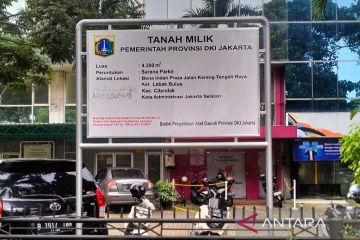 TANAH MILIK
PEMERINTAH PROVINSI DKI JAKARTA
Luas : 4.300 m²
Peruntukan : Sarana Parkir
Alamat Lokasi : Bona Indah Plaza Jalan Karang Tengah Raya
Kel. Lebak Bulus
Kec. Cilandak
Kota Administrasi Jakarta Selatan
Badan Pengelolaan Aset Daerah Provinsi DKI Jakarta
ANTARA